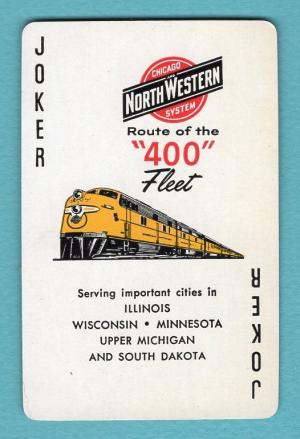 JOKER
CHICAGO
AND
NORTH WESTERN
SYSTEM
Route of the
"400"
Fleet
Serving important cities in
ILLINOIS
WISCONSIN • MINNESOTA
UPPER MICHIGAN
AND SOUTH DAKOTA
JOKER